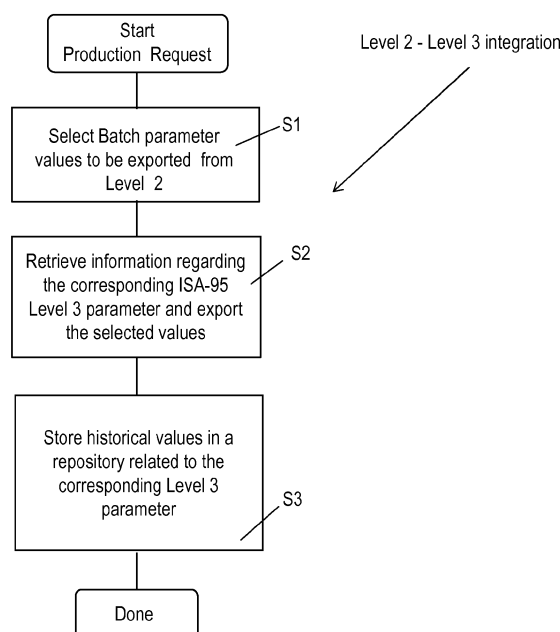 Start
Production Request
Level 2 - Level 3 integration
Select Batch parameter
values to be exported from
Level 2
S1
Retrieve information regarding
the corresponding ISA-95
Level 3 parameter and export
the selected values
S2
Store historical values in a
repository related to the
corresponding Level 3
parameter
S3
Done